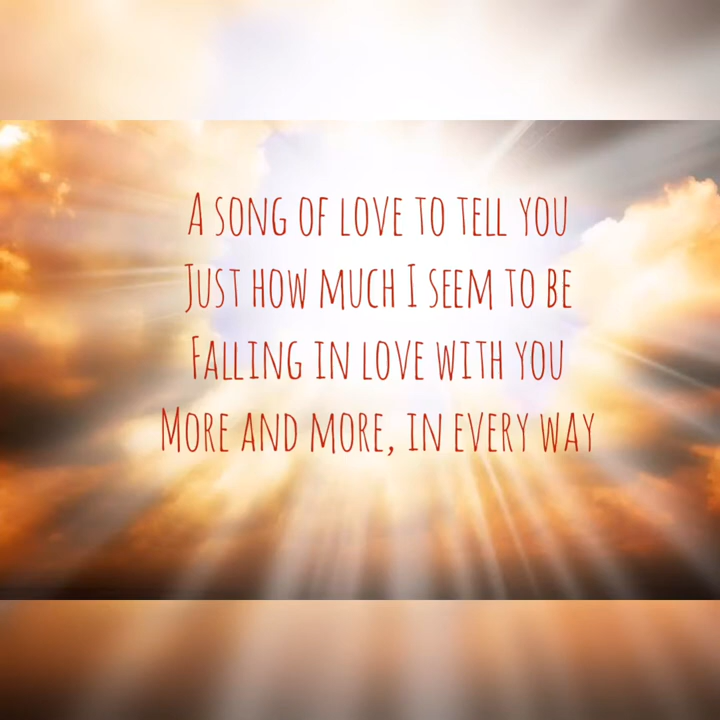 A song of love to tell you
Just how much I seem to be
Falling in love with you
More and more, in every way